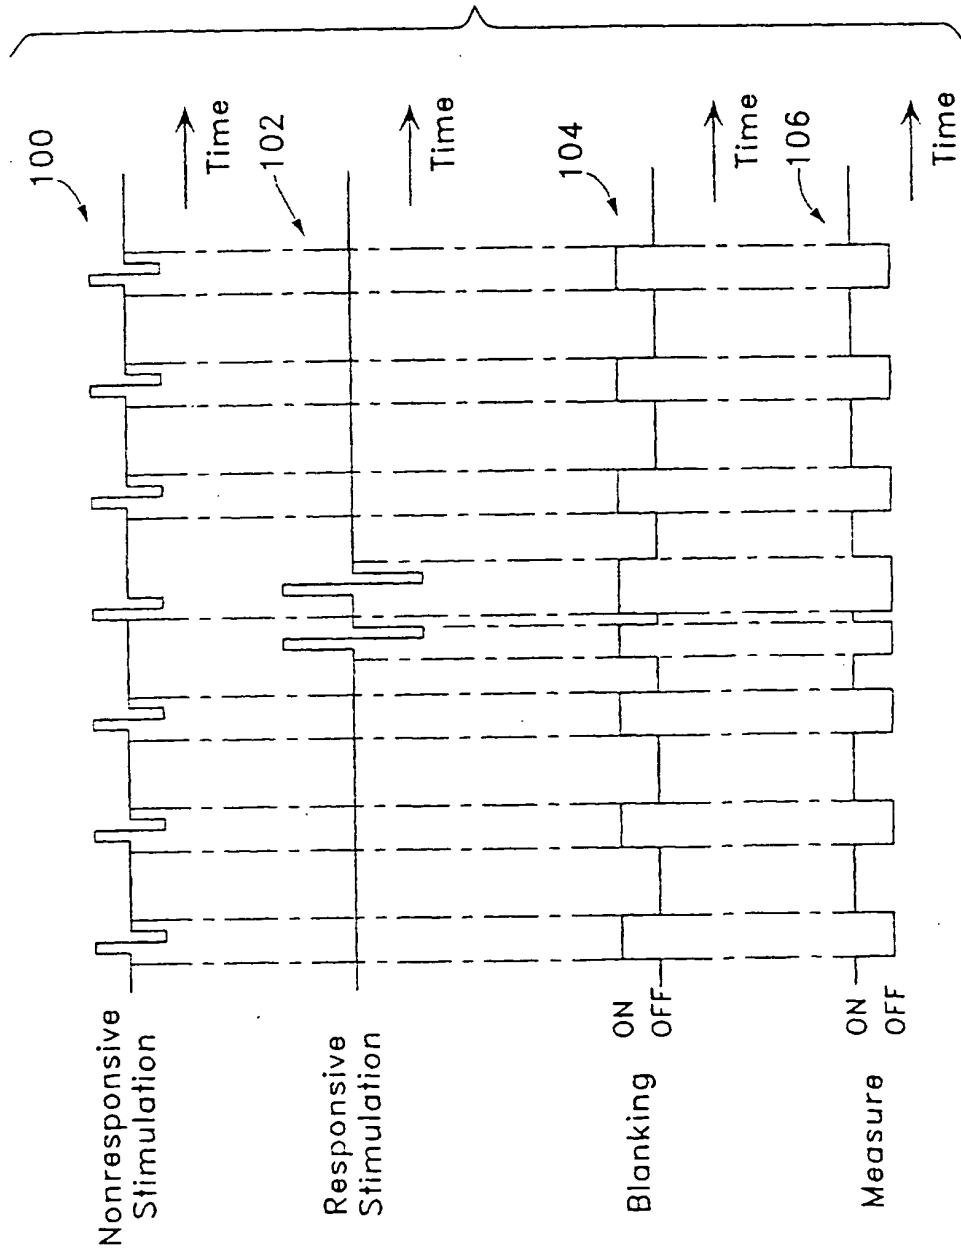 Nonresponsive
Stimulation
100
Time
Responsive
Stimulation
102
Time
Blanking
ON
OFF
104
Time
Measure
ON
OFF
106
Time